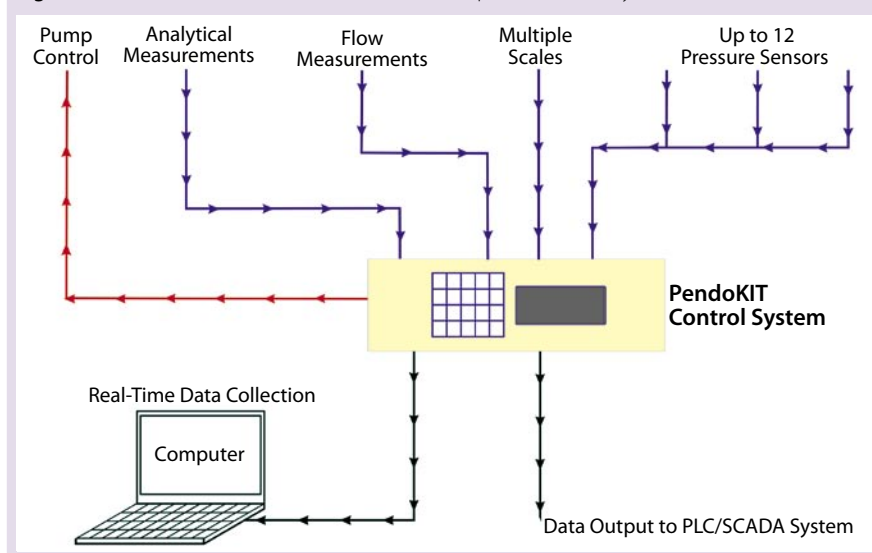 Pump
Control
Analytical
Measurements
Flow
Measurements
Multiple
Scales
Up to 12
Pressure Sensors
PendoKIT
Control System
Real-Time Data Collection
Computer
Data Output to PLC/SCADA System